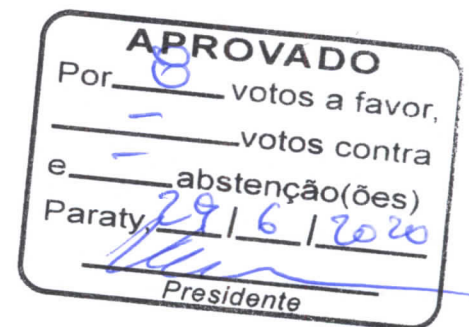 APROVADO
Por 8 votos a favor,
- votos contra
e - abstenção(ões)
Paraty, 29 / 6 / 2020
Presidente